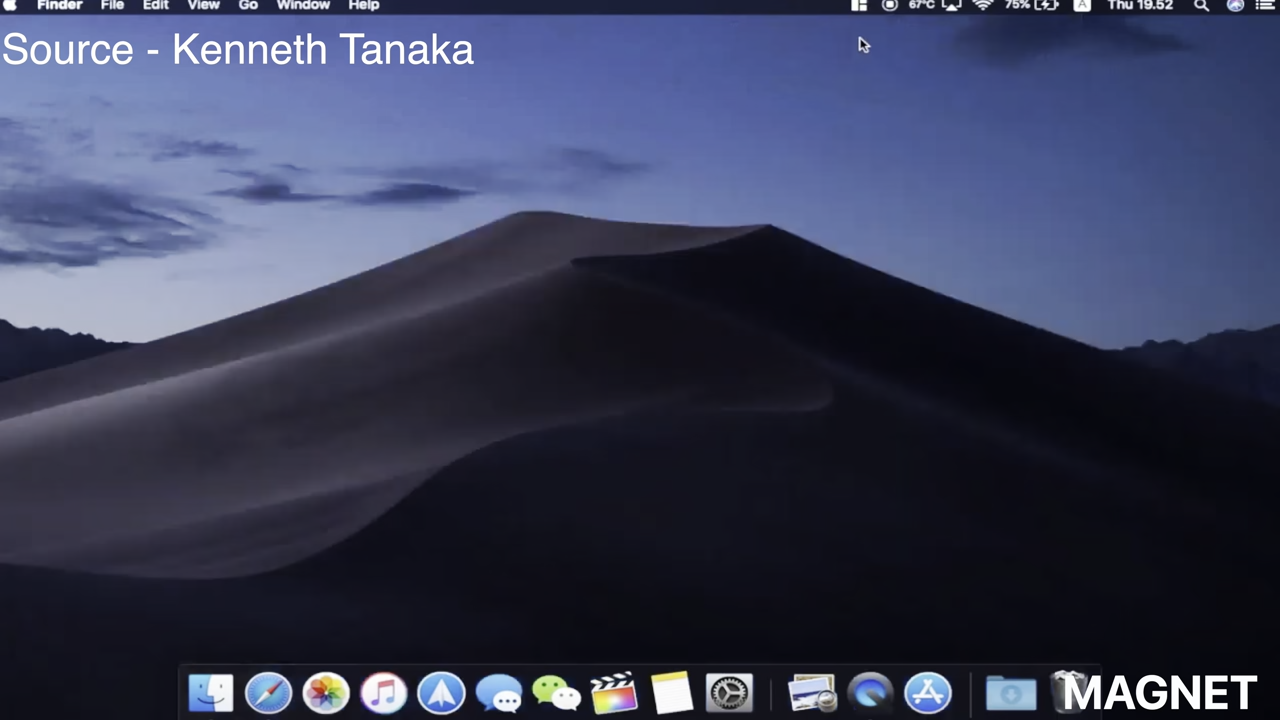 Finder File Edit View Go Window Help 67°C 75% A Thu 19.52
Source - Kenneth Tanaka
MAGNET